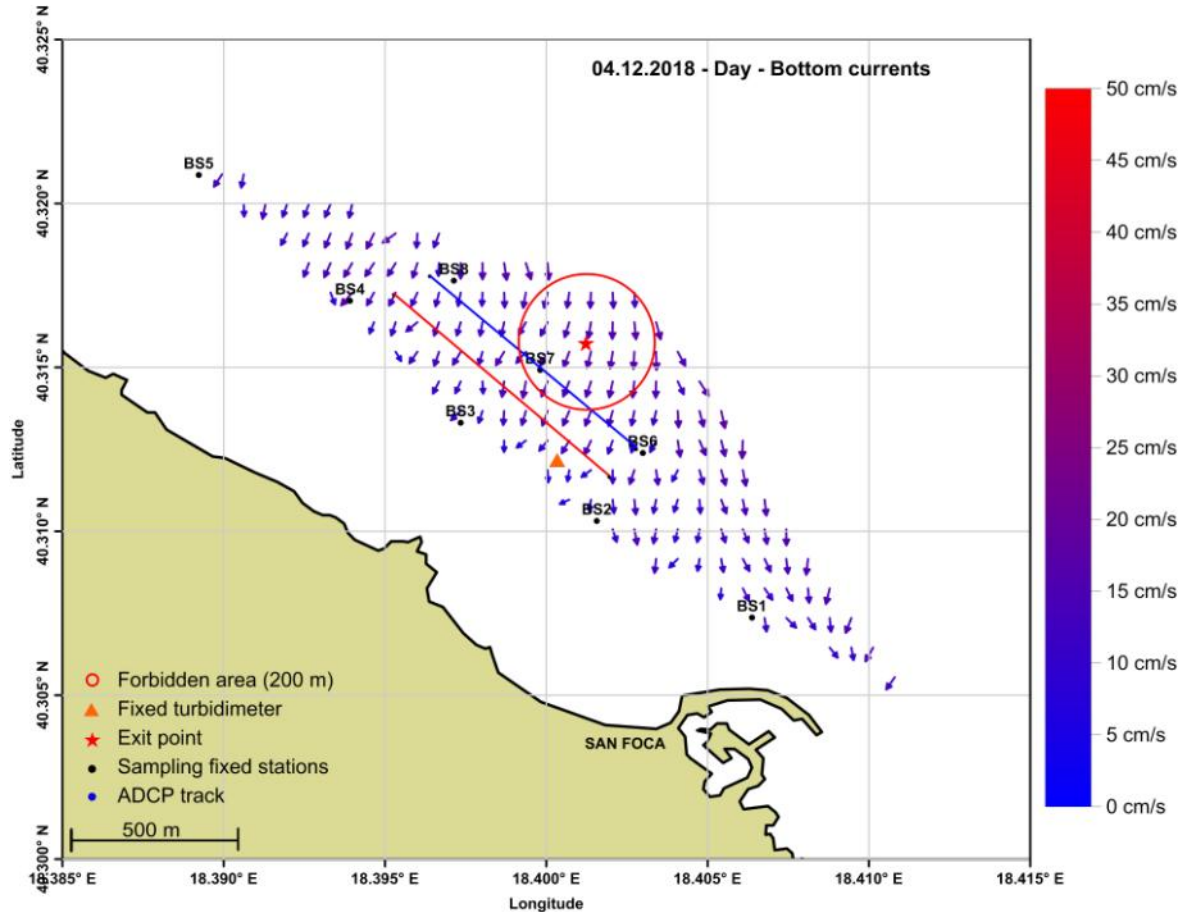 04.12.2018 - Day - Bottom currents
40.325° N
40.320° N
40.315° N
40.310° N
40.305° N
40.300° N
Latitude
BS5
BS8
BS4
BS7
BS3
BS6
BS2
BS1
SAN FOCA
Forbidden area (200 m)
Fixed turbidimeter
Exit point
Sampling fixed stations
ADCP track
500 m
18.385° E
18.390° E
18.395° E
18.400° E
18.405° E
18.410° E
18.415° E
Longitude
50 cm/s
45 cm/s
40 cm/s
35 cm/s
30 cm/s
25 cm/s
20 cm/s
15 cm/s
10 cm/s
5 cm/s
0 cm/s